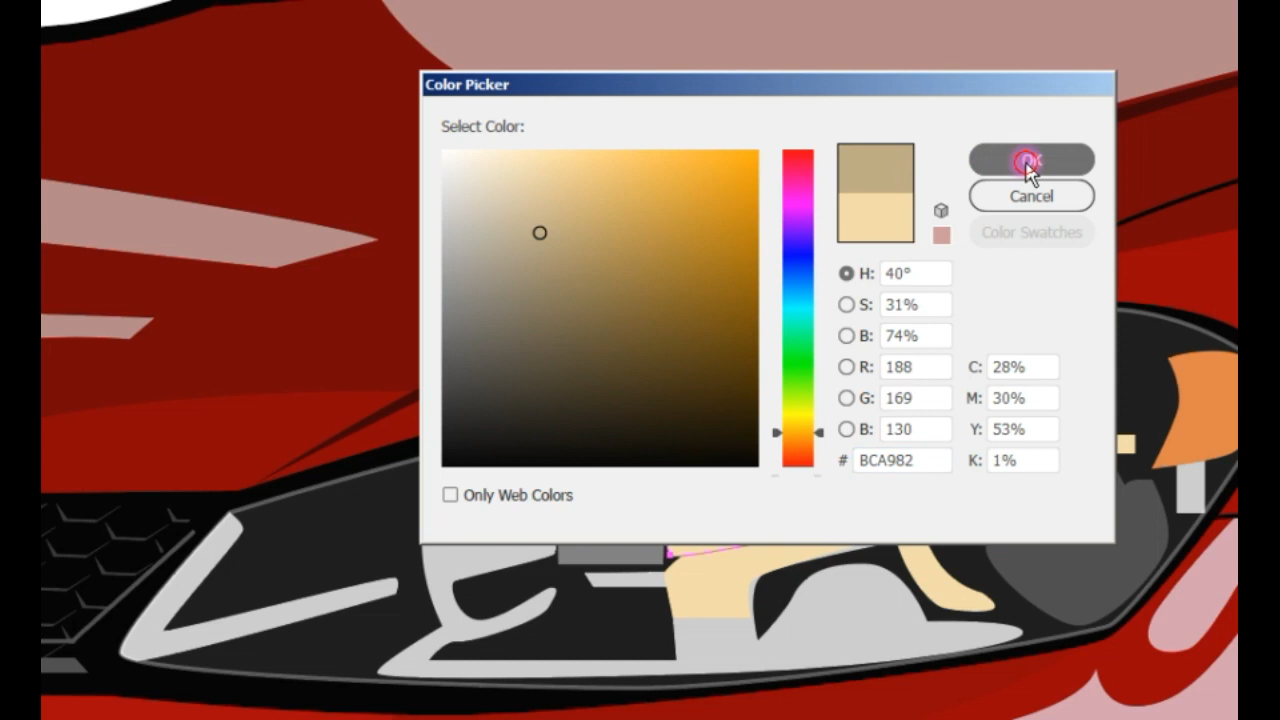 Color Picker
Select Color:
OK
Cancel
Color Swatches
H: 40°
S: 31%
B: 74%
R: 188 C: 28%
G: 169 M: 30%
B: 130 Y: 53%
# BCA982 K: 1%
Only Web Colors